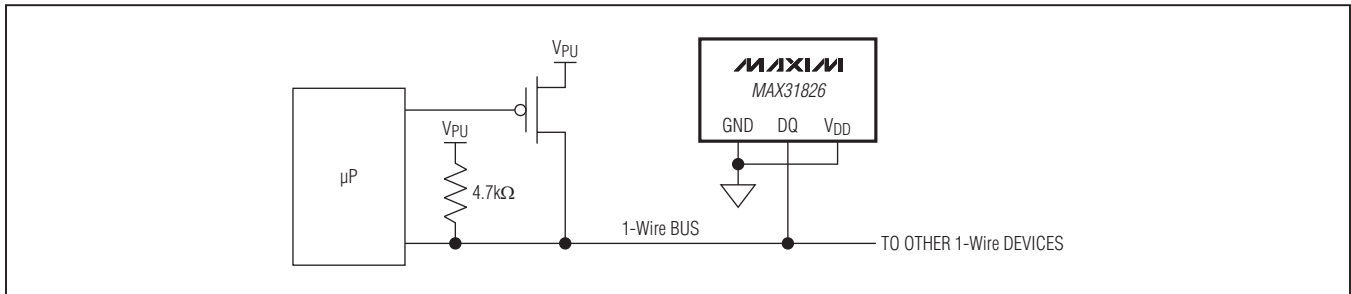 VPU
MAXIM
MAX31826
GND DQ VDD
VPU
µP
4.7kΩ
1-Wire BUS
TO OTHER 1-Wire DEVICES